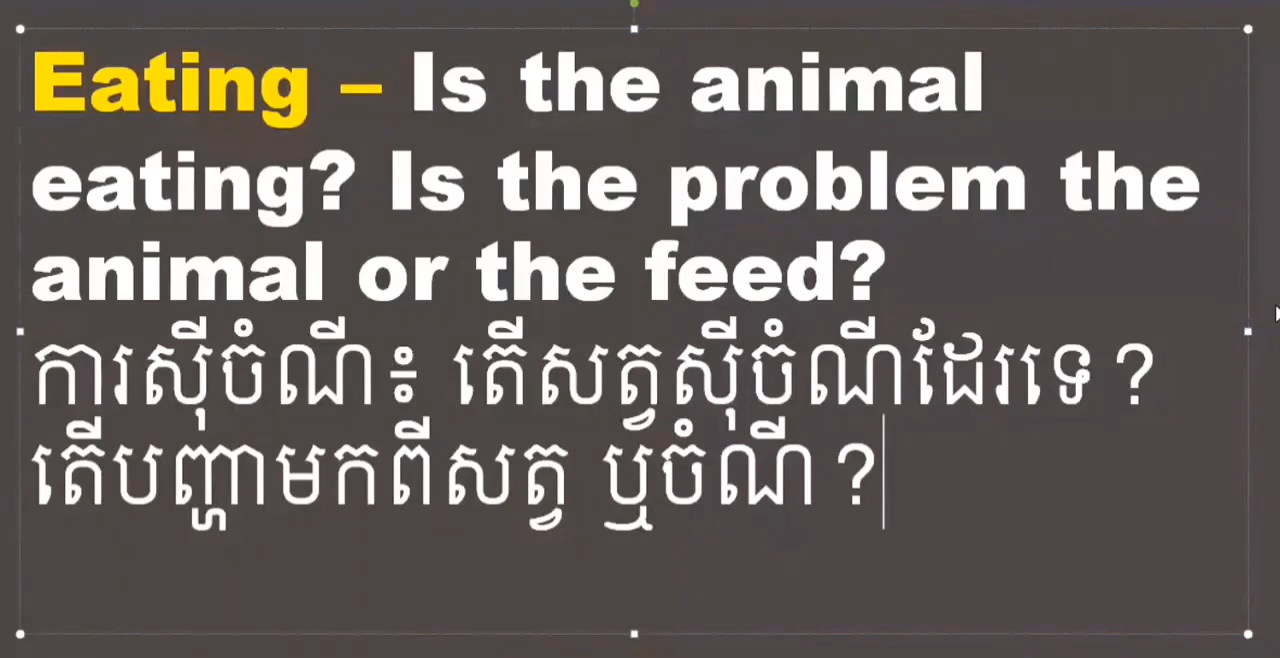 Eating – Is the animal
eating? Is the problem the
animal or the feed?
ការស៊ីចំណី៖ តើសត្វស៊ីចំណីដែរទេ ?
តើបញ្ហាមកពីសត្វ ឬចំណី ?